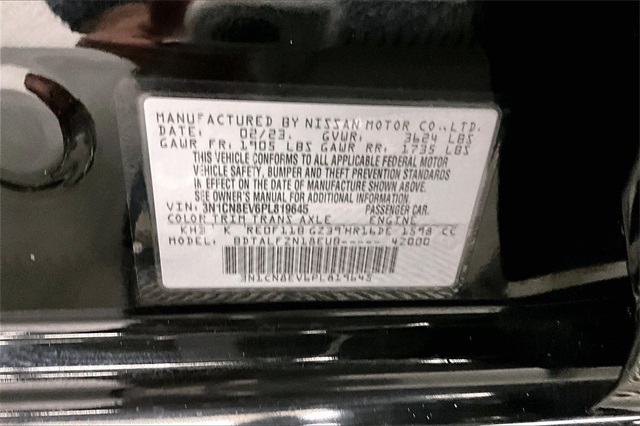 MANUFACTURED BY NISSAN MOTOR CO., LTD.
DATE: 02/23. GVWR: 3624 LBS
GAWR FR: 1905 LBS GAWR RR: 1735 LBS
THIS VEHICLE CONFORMS TO ALL APPLICABLE FEDERAL MOTOR
VEHICLE SAFETY, BUMPER AND THEFT PREVENTION STANDARDS
IN EFFECT ON THE DATE OF MANUFACTURE SHOWN ABOVE.
SEE OWNER'S MANUAL FOR ADDITIONAL INFORMATION
VIN: 3N1CN8EV6PL819645 PASSENGER CAR.
COLOR TRIM TRANS AXLE ENGINE
KH3 K RE0F11B GZ39 HR16DE 1598 CC
MODEL: BDTALFZN18EUB----- 42000
3N1CN8EV6PL819645